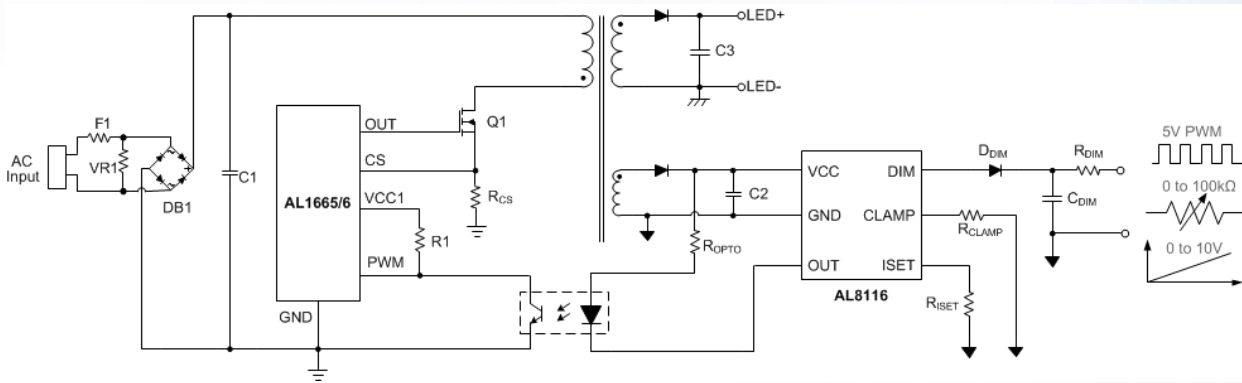 LED+
C3
LED-
F1
AC
Input
VR1
DB1
C1
OUT
Q1
CS
AL1665/6
VCC1
RCS
R1
PWM
GND
C2
ROPTO
VCC
DIM
GND
CLAMP
OUT
ISET
AL8116
DDIM
RDIM
CDIM
RCLAMP
RISET
5V PWM
0 to 100kΩ
0 to 10V